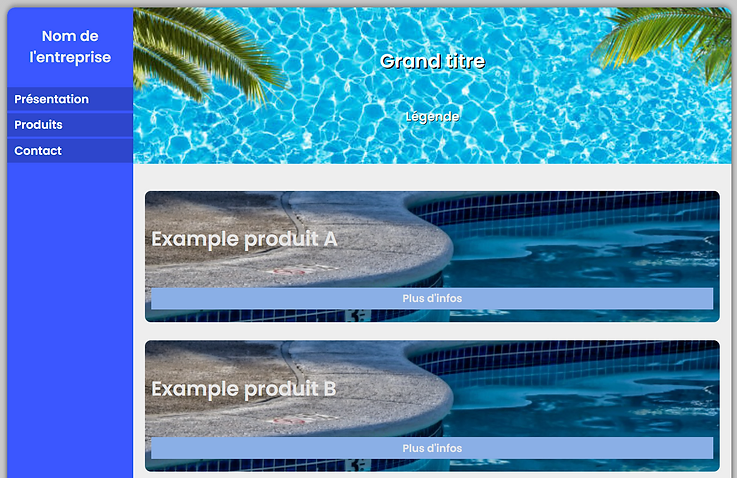 Nom de
l'entreprise
Présentation
Produits
Contact
Grand titre
Légende
Example produit A
Plus d'infos
Example produit B
Plus d'infos